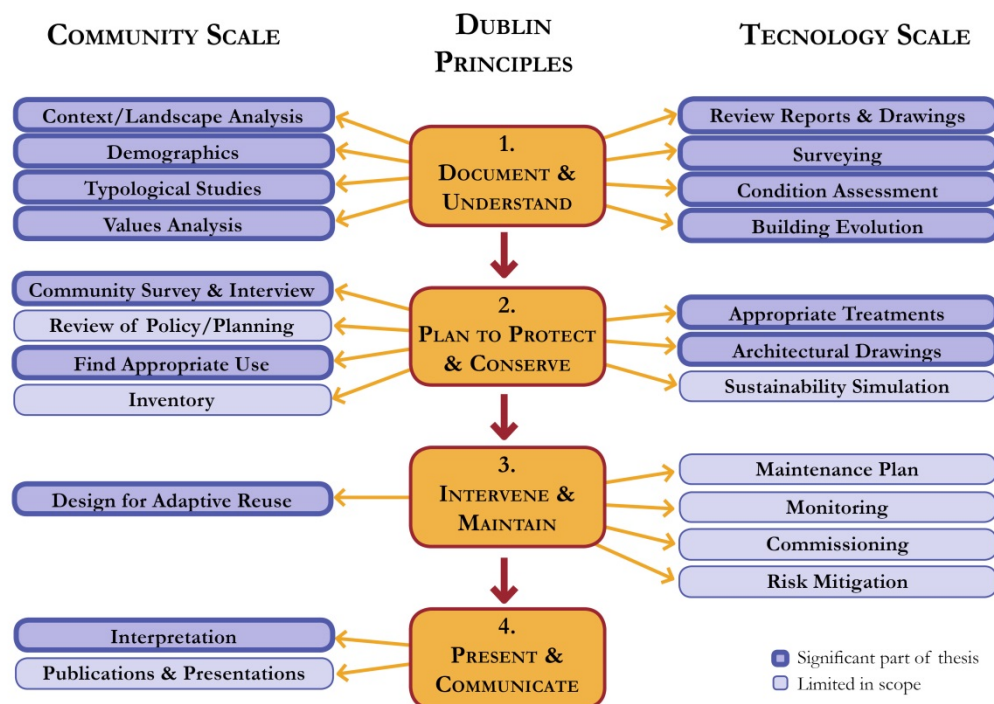 COMMUNITY SCALE
DUBLIN
PRINCIPLES
TECNOLOGY SCALE
Context/Landscape Analysis
Demographics
Typological Studies
Values Analysis
1.
DOCUMENT &
UNDERSTAND
Review Reports & Drawings
Surveying
Condition Assessment
Building Evolution
Community Survey & Interview
Review of Policy/Planning
Find Appropriate Use
Inventory
2.
PLAN TO PROTECT
& CONSERVE
Appropriate Treatments
Architectural Drawings
Sustainability Simulation
Design for Adaptive Reuse
3.
INTERVENE &
MAINTAIN
Maintenance Plan
Monitoring
Commissioning
Risk Mitigation
Interpretation
Publications & Presentations
4.
PRESENT &
COMMUNICATE
Significant part of thesis
Limited in scope